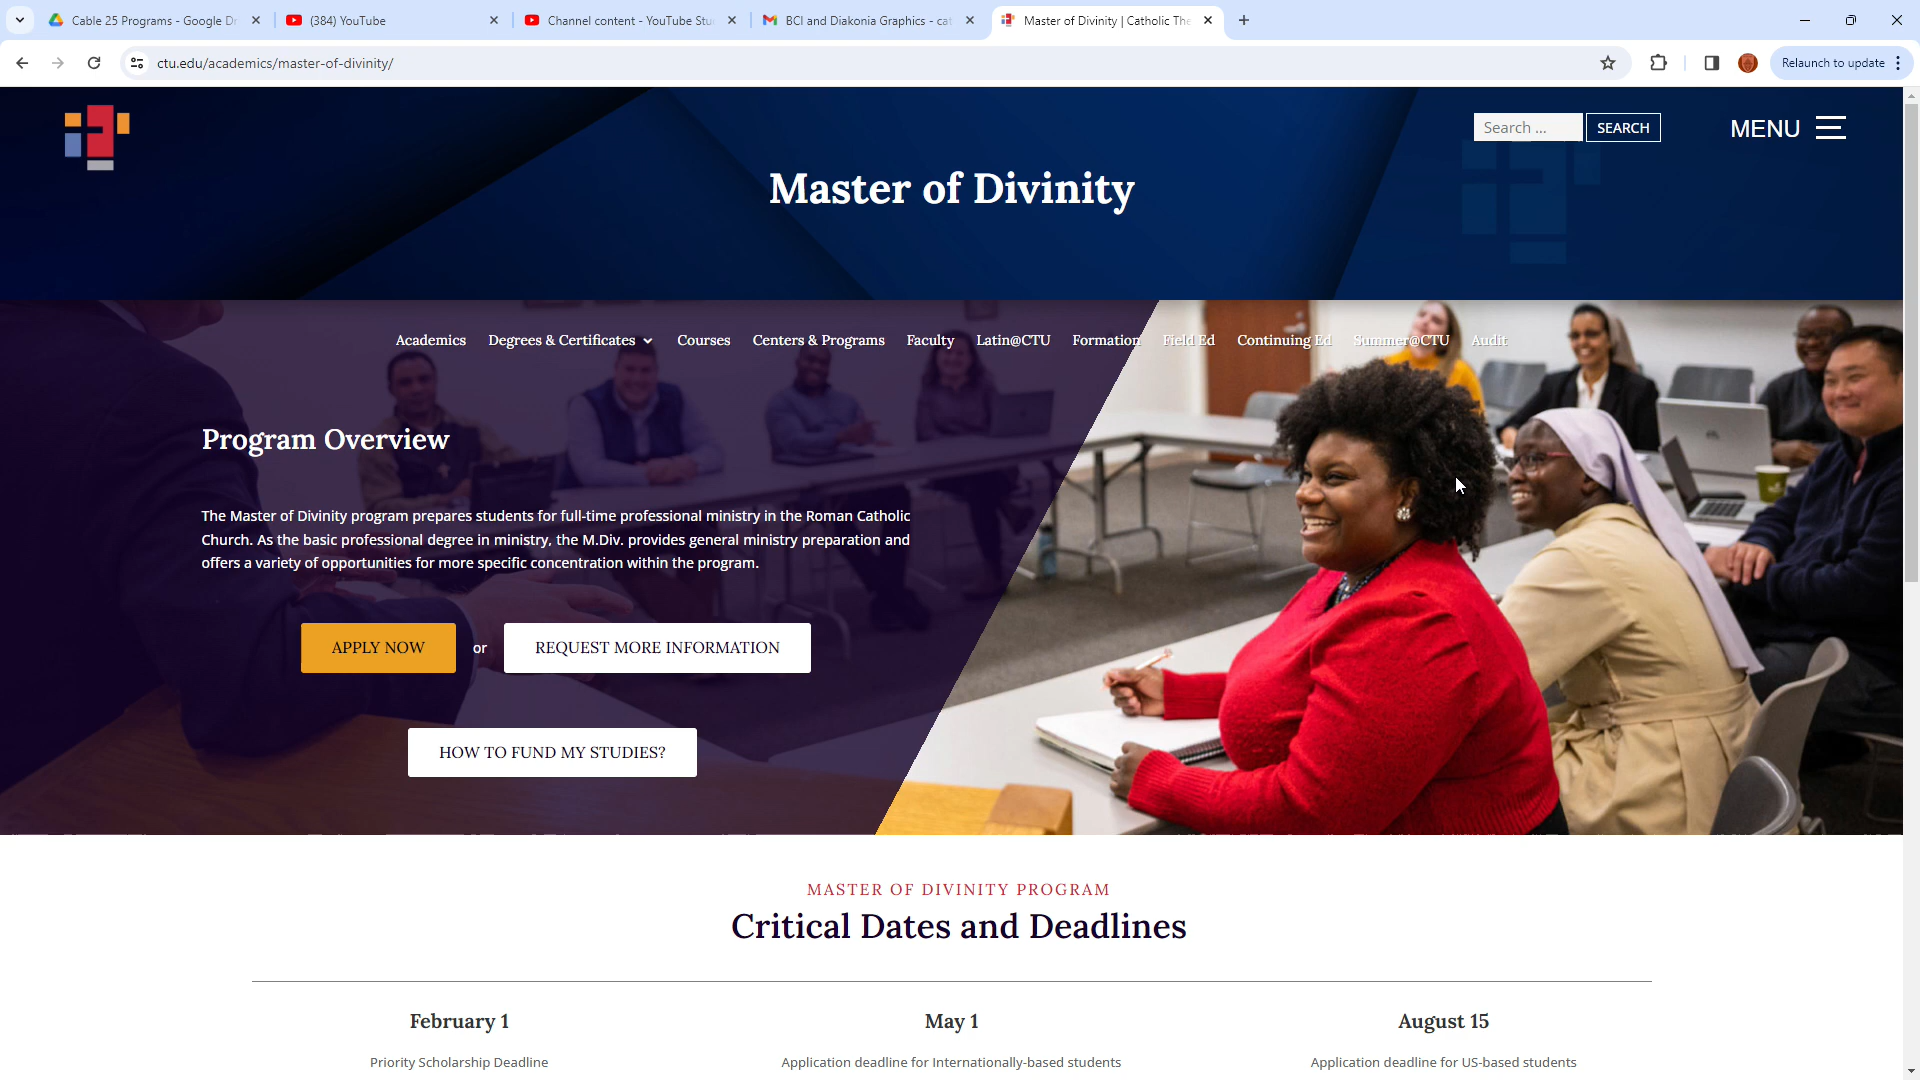 Cable 25 Programs - Google Dr
(384) YouTube
Channel content - YouTube Stu
BCI and Diakonia Graphics - cat
Master of Divinity | Catholic The
ctu.edu/academics/master-of-divinity/
Relaunch to update
Search ...
SEARCH
MENU
Master of Divinity
Academics
Degrees & Certificates
Courses
Centers & Programs
Faculty
Latin@CTU
Formation
Field Ed
Continuing Ed
Summer@CTU
Audit
Program Overview
The Master of Divinity program prepares students for full-time professional ministry in the Roman Catholic
Church. As the basic professional degree in ministry, the M.Div. provides general ministry preparation and
offers a variety of opportunities for more specific concentration within the program.
APPLY NOW
or
REQUEST MORE INFORMATION
HOW TO FUND MY STUDIES?
MASTER OF DIVINITY PROGRAM
Critical Dates and Deadlines
February 1
May 1
August 15
Priority Scholarship Deadline
Application deadline for Internationally-based students
Application deadline for US-based students